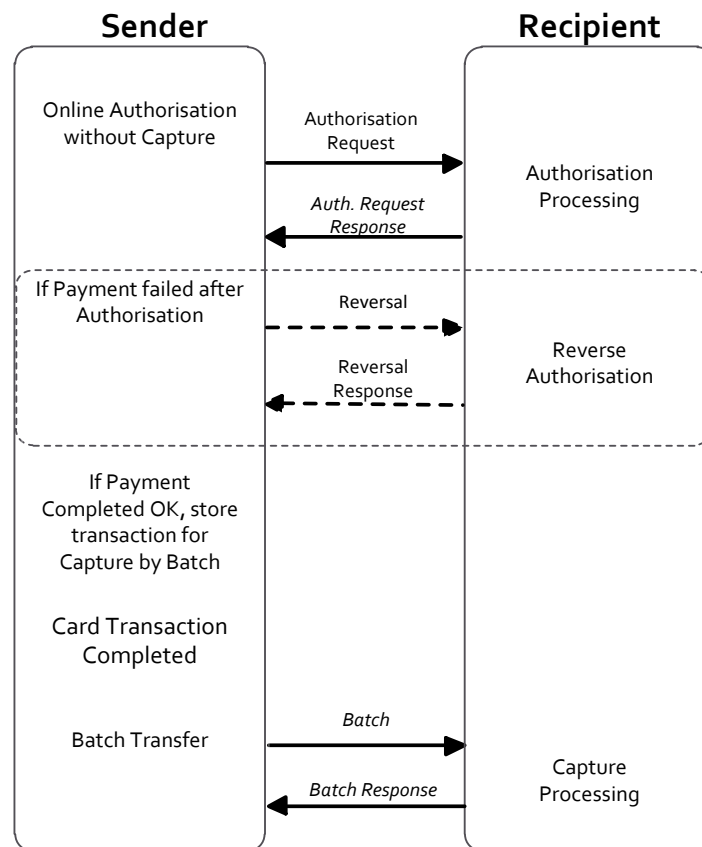 Sender
Recipient
Online Authorisation
without Capture
Authorisation
Request
Authorisation
Processing
Auth. Request
Response
If Payment failed after
Authorisation
Reversal
Reverse
Authorisation
Reversal
Response
If Payment
Completed OK, store
transaction for
Capture by Batch
Card Transaction
Completed
Batch Transfer
Batch
Batch Response
Capture
Processing